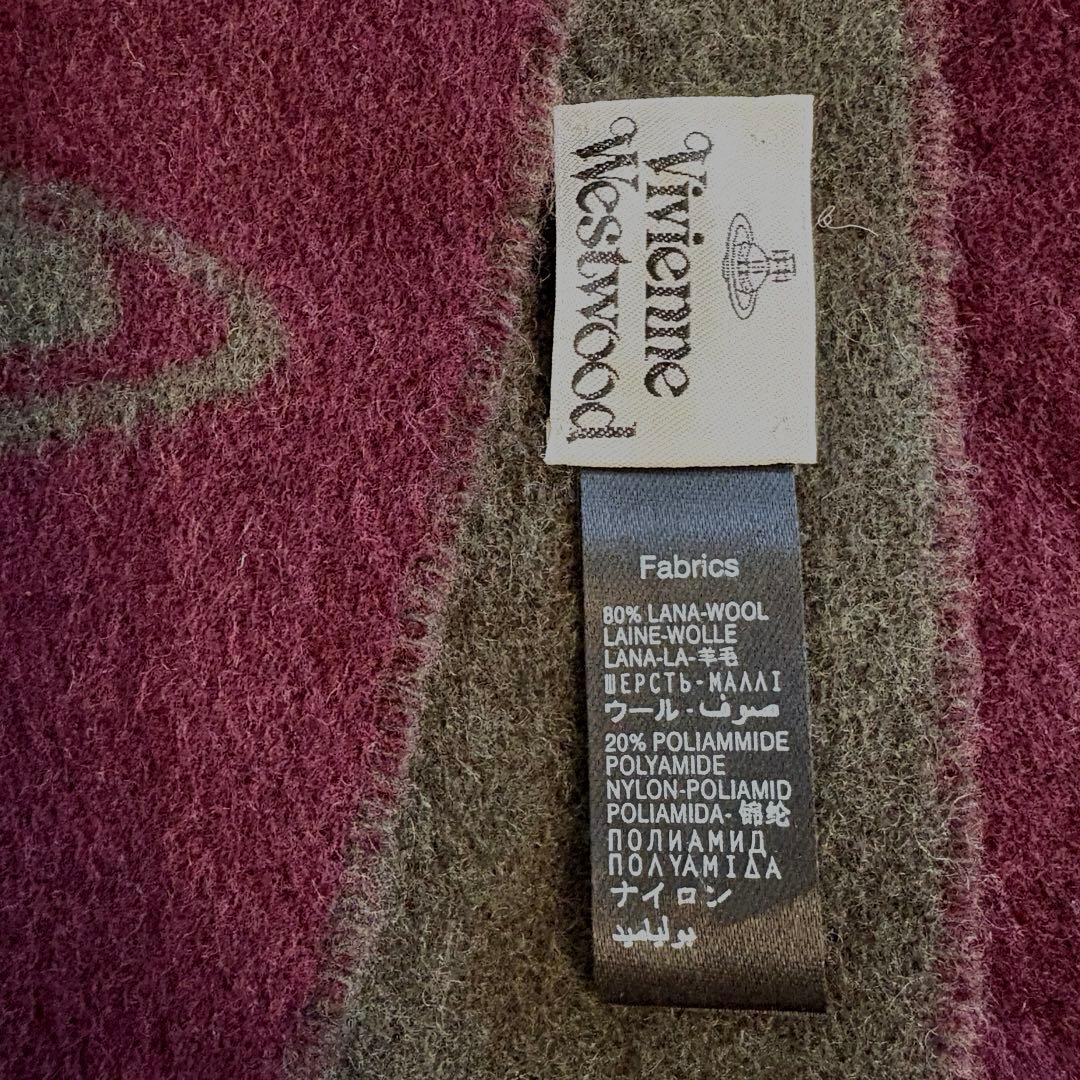 Vivienne
Westwood
Fabrics
80% LANA-WOOL
LAINE-WOLLE
LANA-LA-羊毛
ШЕРСТЬ-ΜΑΛΛΙ
ウール-صوف
20% POLIAMMIDE
POLYAMIDE
NYLON-POLIAMID
POLIAMIDA-锦纶
ПОЛИАМИД
ΠΟΛΥΑΜΙΔΑ
ナイロン
بولياميد